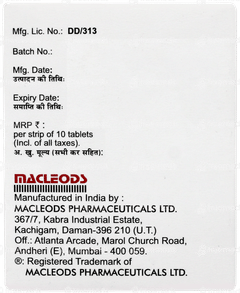 Mfg. Lic. No.: DD/313
Batch No.:
Mfg. Date:
उत्पादन की तिथि:
Expiry Date:
समाप्ति की तिथि:
MRP ₹ :
per strip of 10 tablets
(Incl. of all taxes).
अ. खु. मूल्य (सभी कर सहित):
MACLEODS
Manufactured in India by :
MACLEODS PHARMACEUTICALS LTD.
367/7, Kabra Industrial Estate,
Kachigam, Daman-396 210 (U.T.)
Off.: Atlanta Arcade, Marol Church Road,
Andheri (E), Mumbai - 400 059.
®: Registered Trademark of
MACLEODS PHARMACEUTICALS LTD.